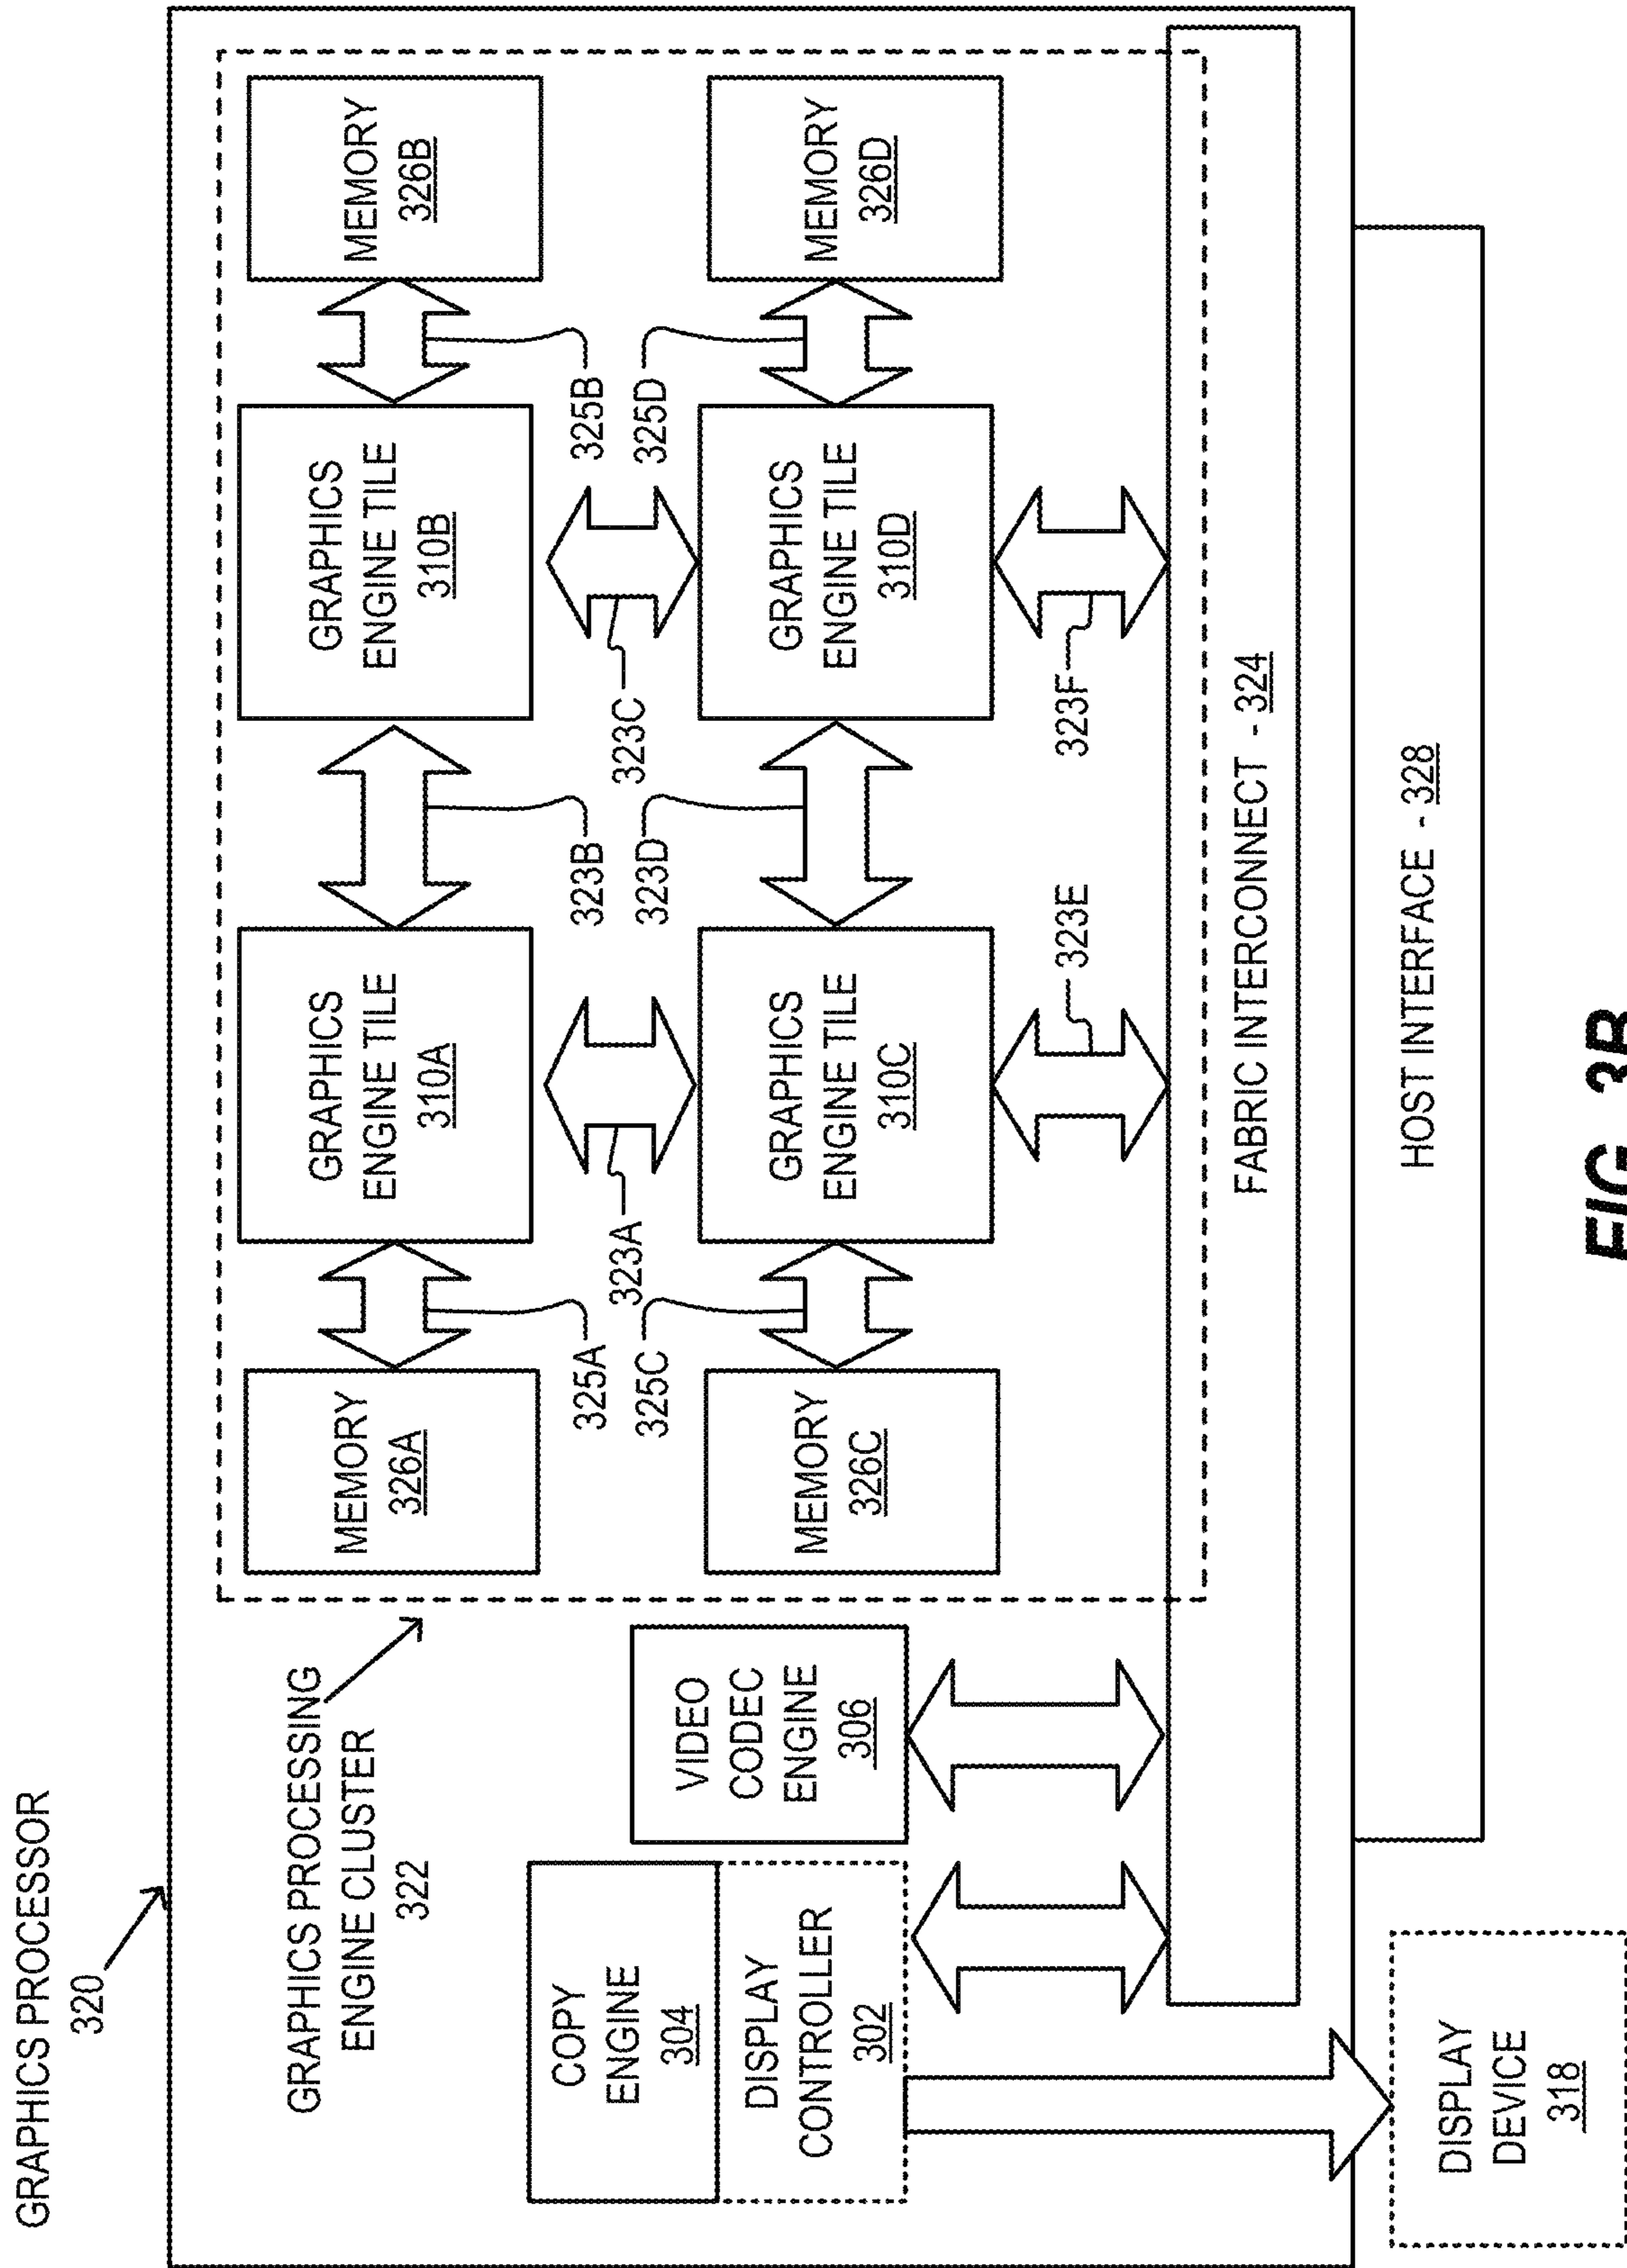 GRAPHICS PROCESSOR
320
GRAPHICS PROCESSING
ENGINE CLUSTER
322
MEMORY
326A
325A
GRAPHICS
ENGINE TILE
310A
323B
GRAPHICS
ENGINE TILE
310B
325B
MEMORY
326B
323A
323C
MEMORY
326C
325C
GRAPHICS
ENGINE TILE
310C
323D
GRAPHICS
ENGINE TILE
310D
325D
MEMORY
326D
COPY
ENGINE
304
DISPLAY
CONTROLLER
302
VIDEO
CODEC
ENGINE
306
323E
323F
FABRIC INTERCONNECT - 324
HOST INTERFACE - 328
DISPLAY
DEVICE
318
FIG. 3B